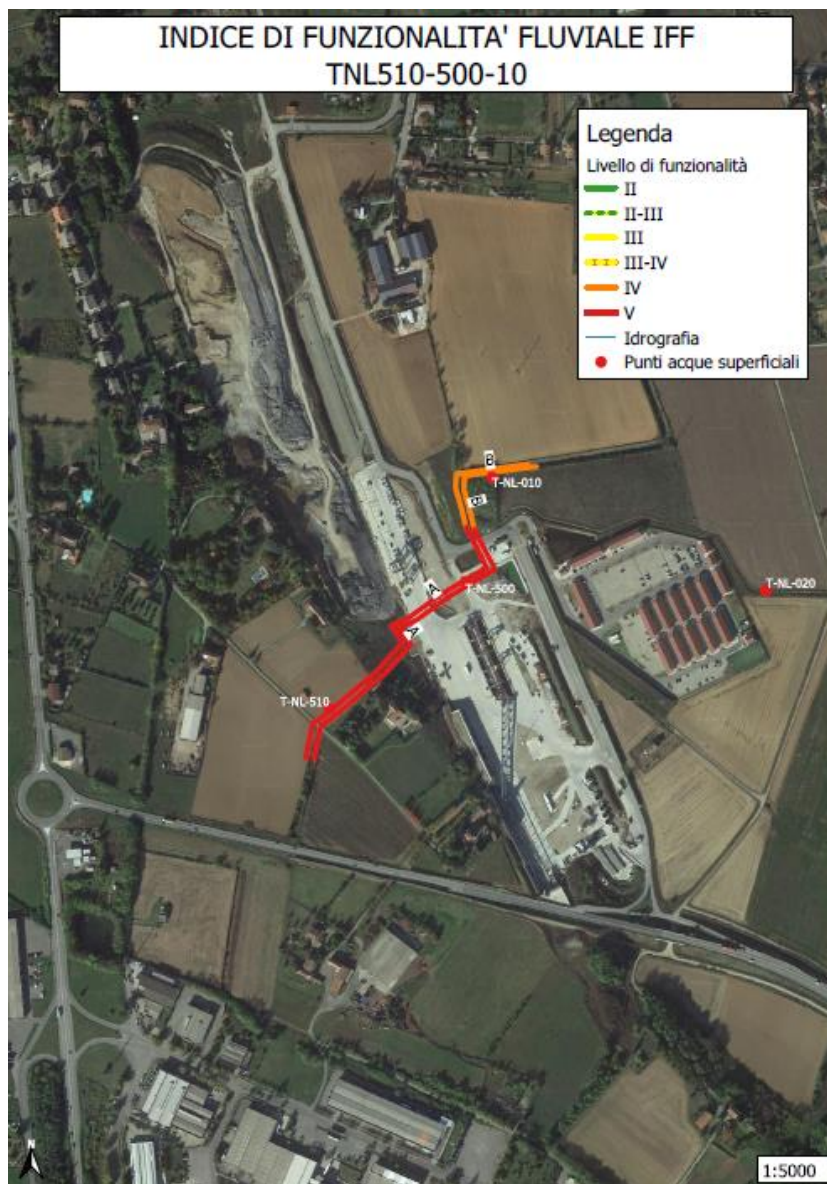 INDICE DI FUNZIONALITA' FLUVIALE IFF
TNL510-500-10
Legenda
Livello di funzionalità
II
II-III
III
III-IV
IV
V
Idrografia
Punti acque superficiali
B
T-NL-010
B
T-NL-020
T-NL-500
A
T-NL-510
N
1:5000